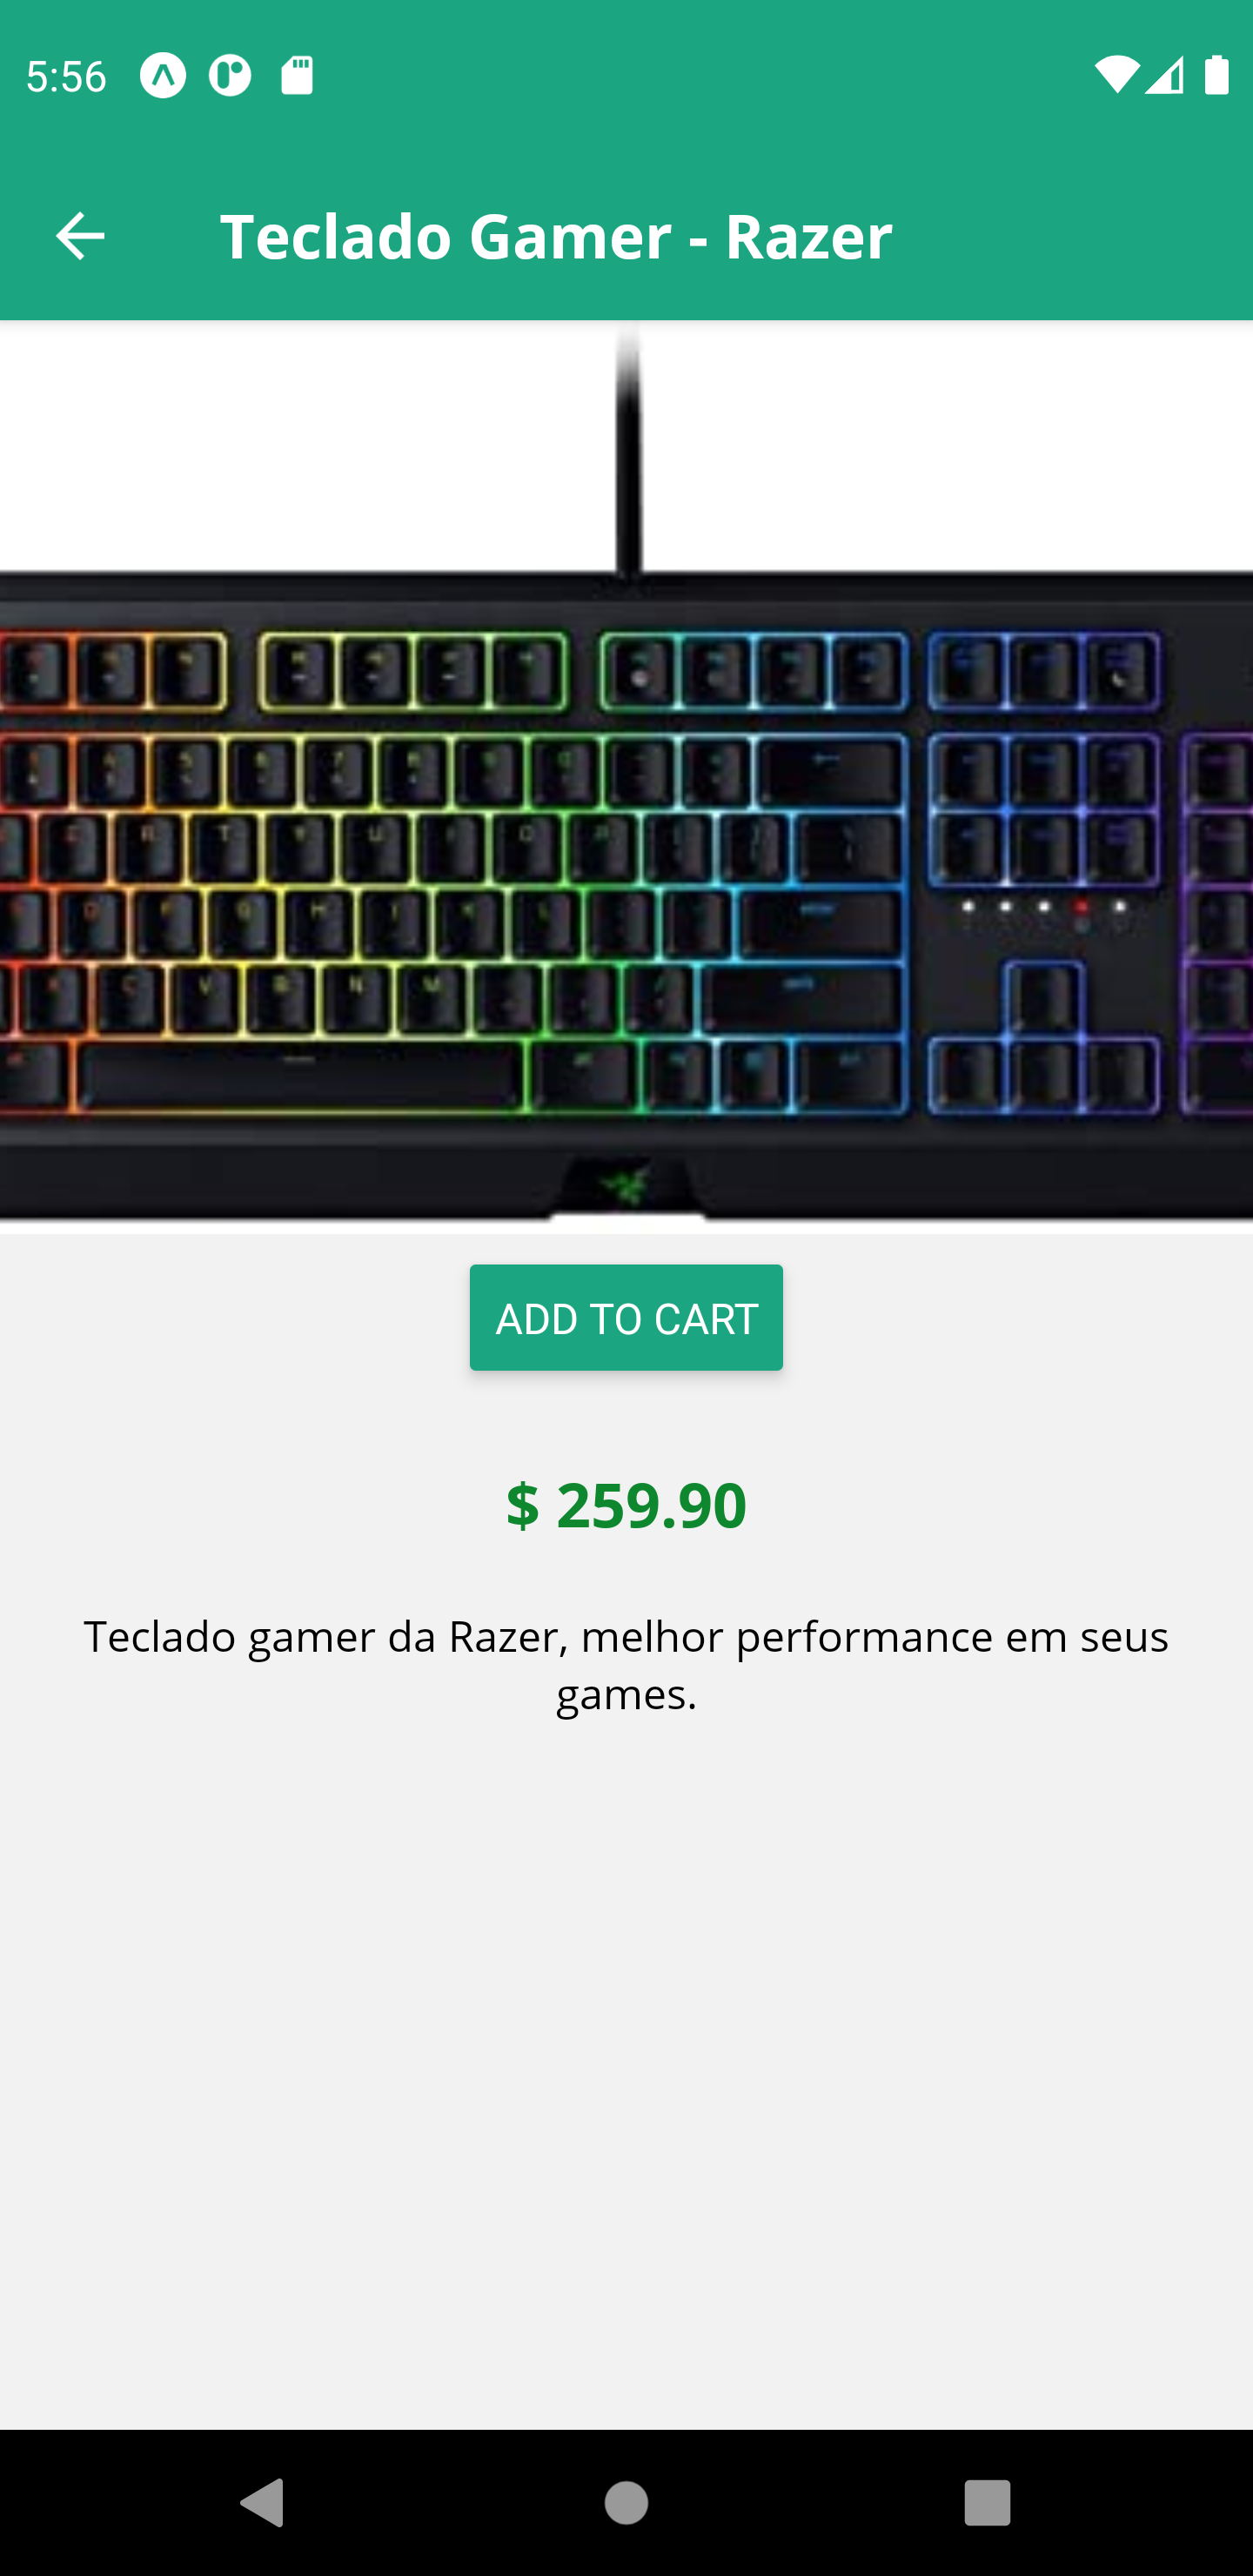 5:56
Teclado Gamer - Razer
R T Y U I O P
D F G H J K L
C V B N M
ADD TO CART
$ 259.90
Teclado gamer da Razer, melhor performance em seus
games.